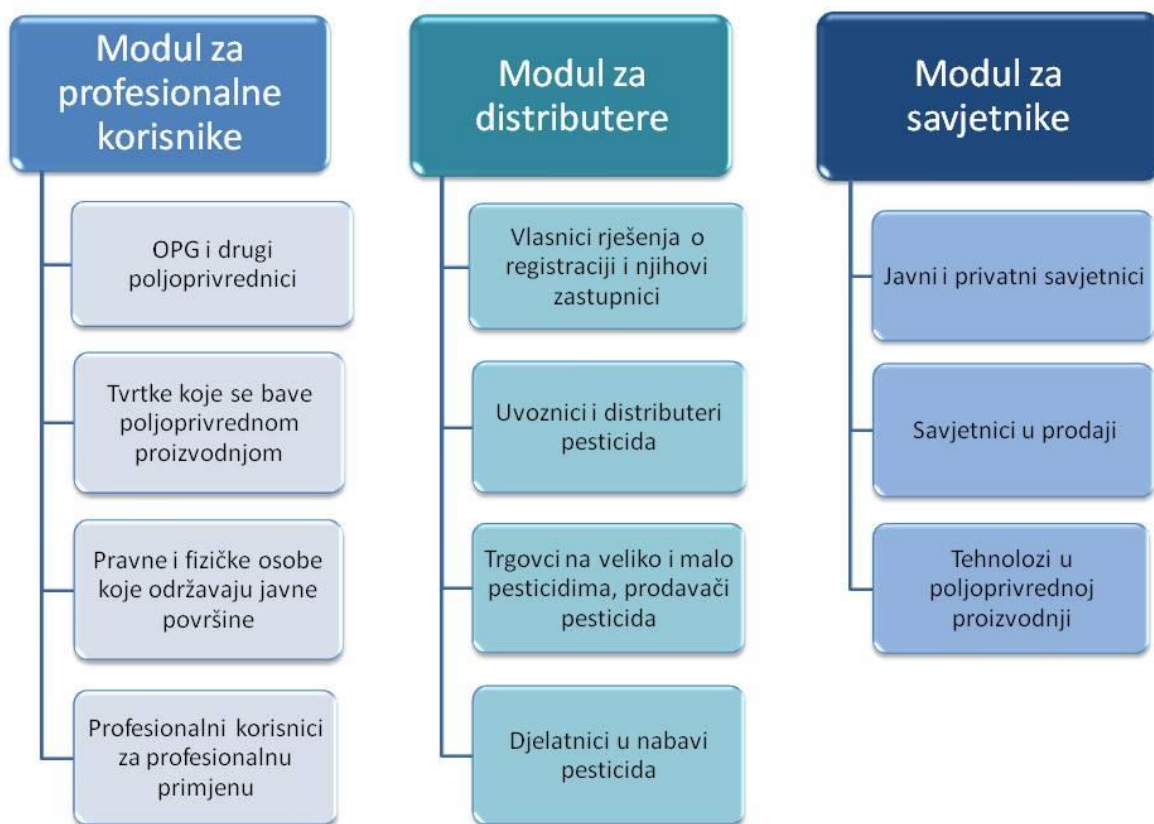 Modul za
profesionalne
korisnike
OPG i drugi
poljoprivrednici
Tvrtke koje se bave
poljoprivrednom
proizvodnjom
Pravne i fizičke osobe
koje održavaju javne
površine
Profesionalni korisnici
za profesionalnu
primjenu
Modul za
distributere
Vlasnici rješenja o
registraciji i njihovi
zastupnici
Uvoznici i distributeri
pesticida
Trgovci na veliko i malo
pesticidima, prodavači
pesticida
Djelatnici u nabavi
pesticida
Modul za
savjetnike
Javni i privatni savjetnici
Savjetnici u prodaji
Tehnolozi u
poljoprivrednoj
proizvodnji